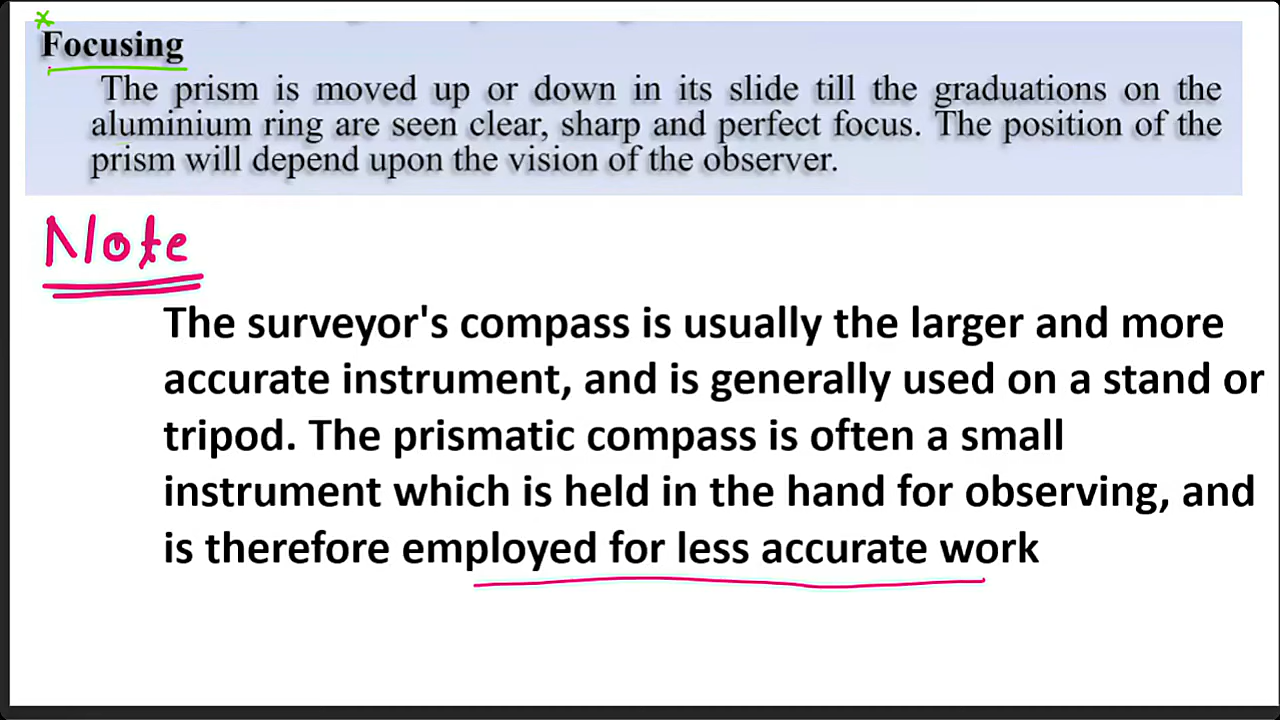 Focusing
The prism is moved up or down in its slide till the graduations on the
aluminium ring are seen clear, sharp and perfect focus. The position of the
prism will depend upon the vision of the observer.
Note
The surveyor's compass is usually the larger and more
accurate instrument, and is generally used on a stand or
tripod. The prismatic compass is often a small
instrument which is held in the hand for observing, and
is therefore employed for less accurate work